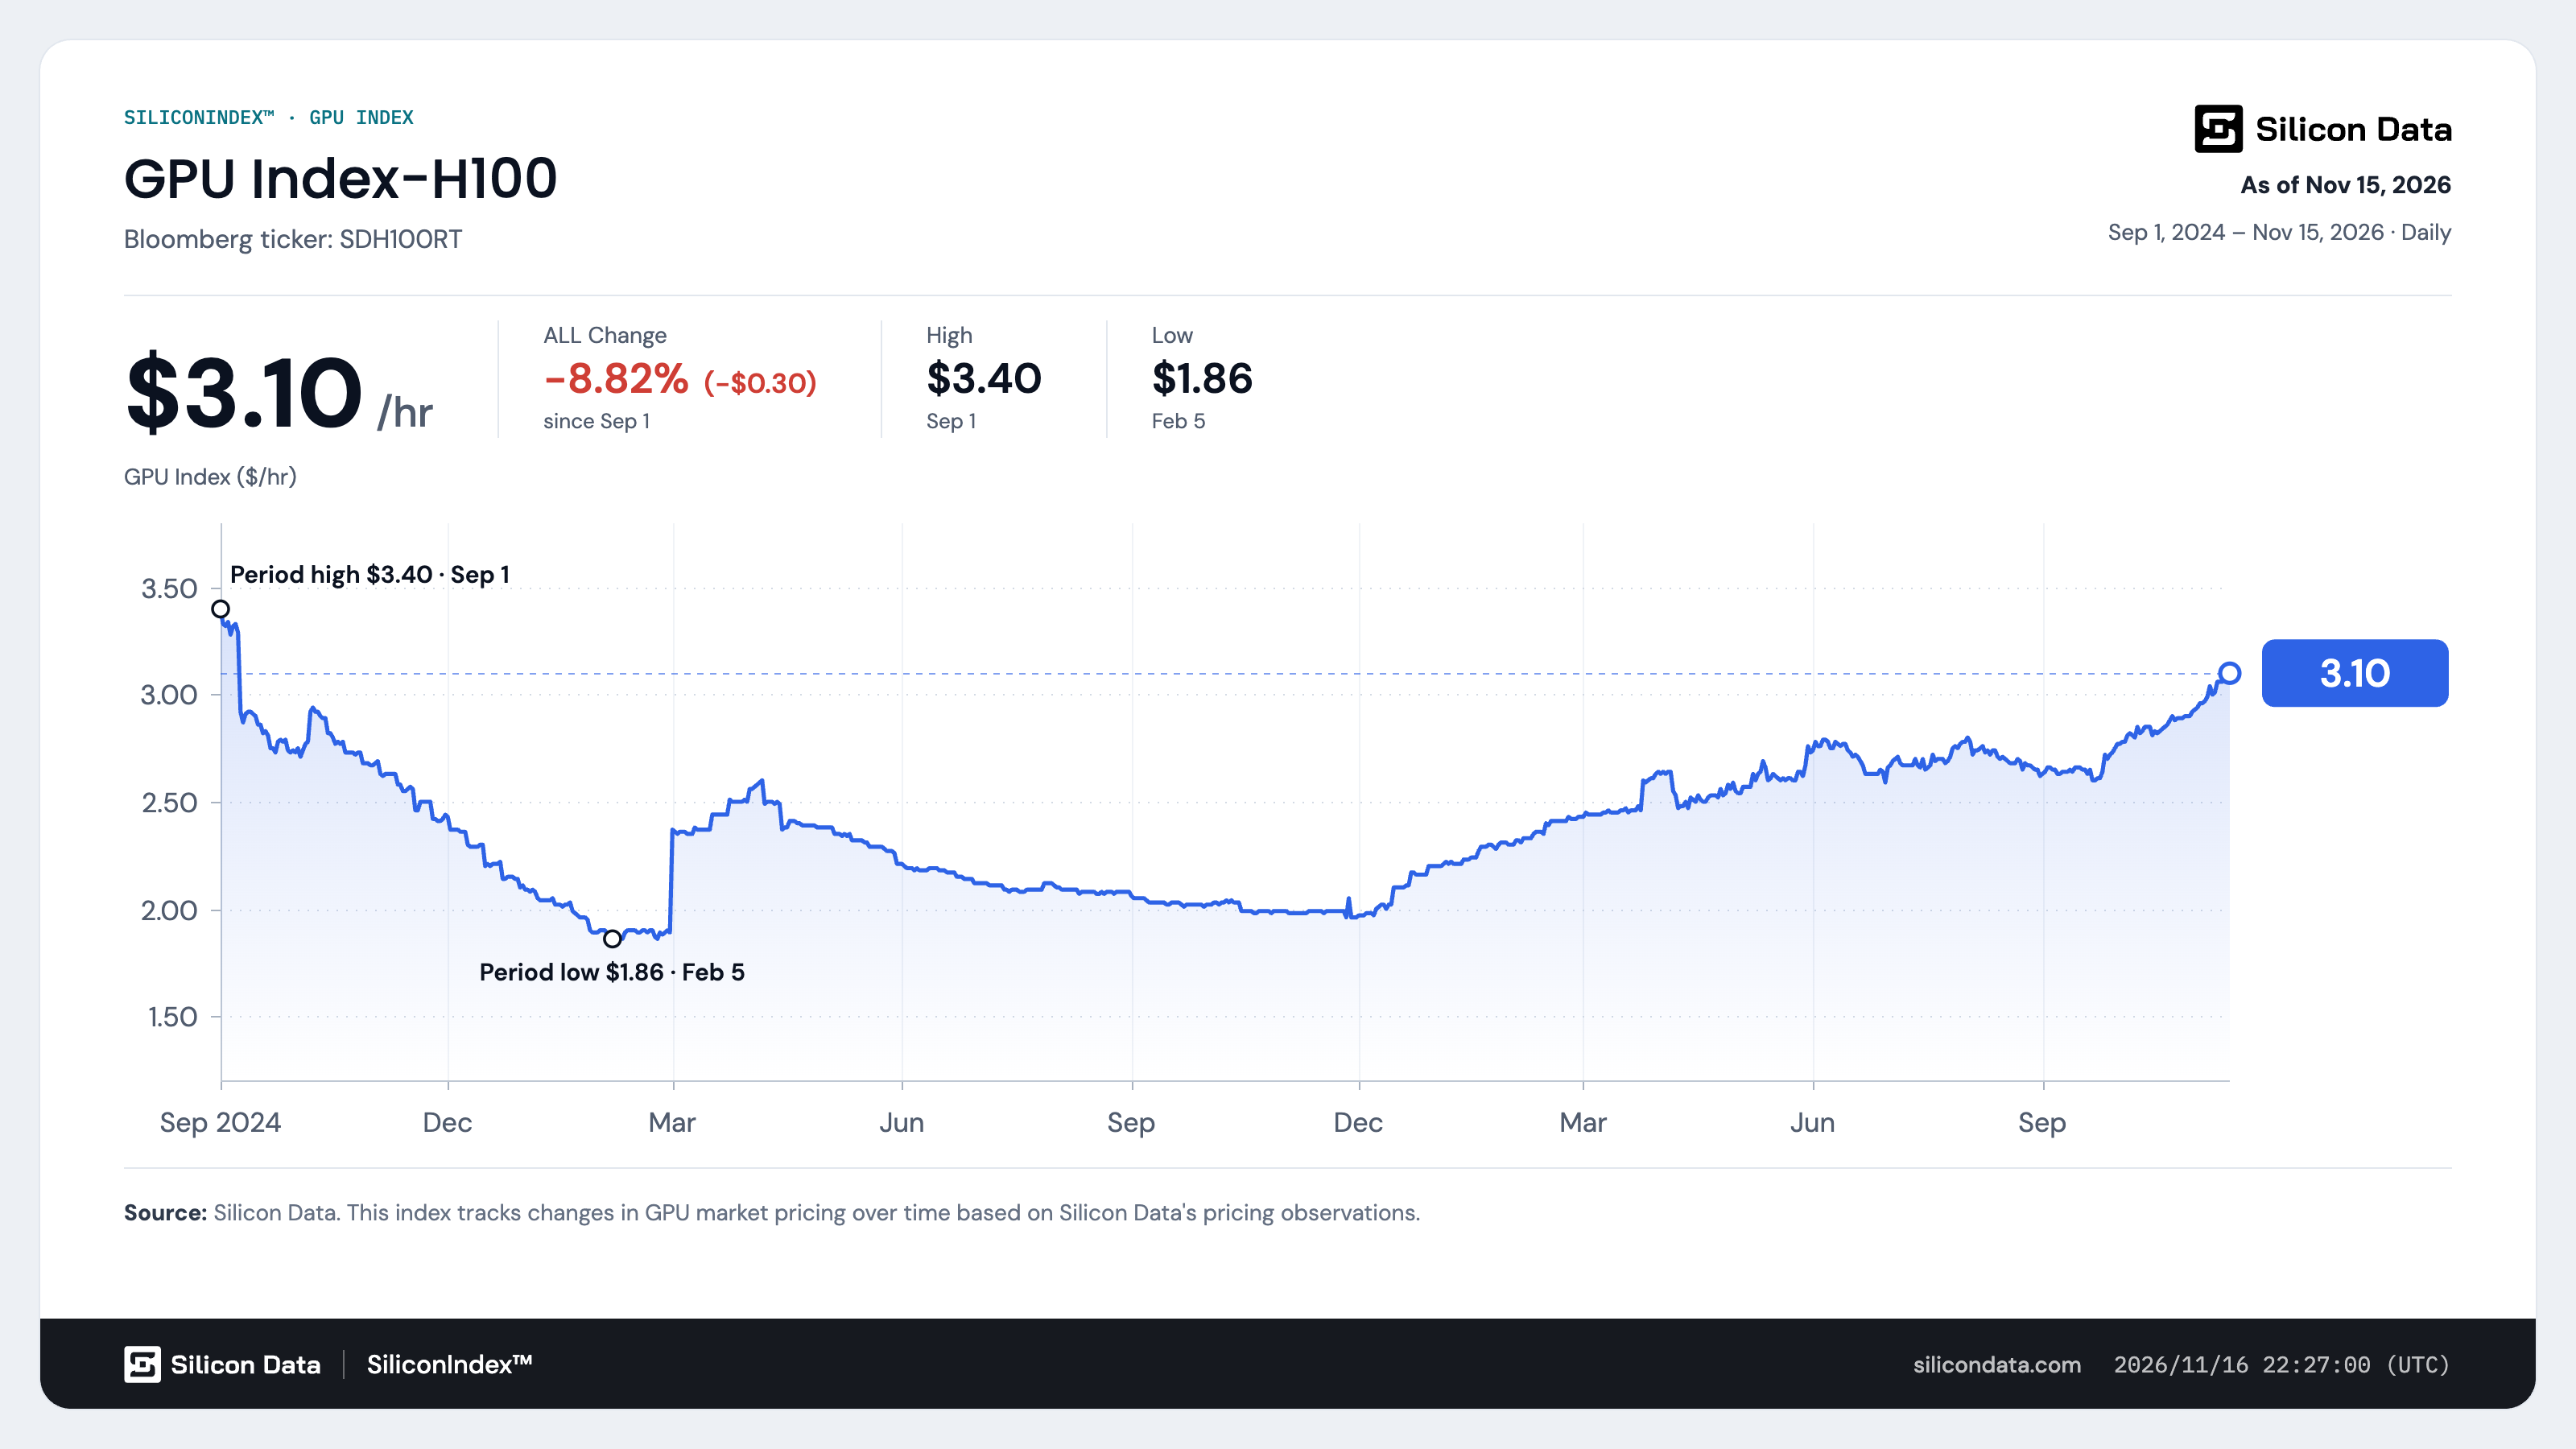 SILICONINDEX™ · GPU INDEX
GPU Index-H100
Bloomberg ticker: SDH100RT
Silicon Data
As of Nov 15, 2026
Sep 1, 2024 – Nov 15, 2026 · Daily
$3.10 /hr
ALL Change
-8.82% (-$0.30)
since Sep 1
High
$3.40
Sep 1
Low
$1.86
Feb 5
GPU Index ($/hr)
Period high $3.40 · Sep 1
3.50
3.00
2.50
2.00
1.50
3.10
Period low $1.86 · Feb 5
Sep 2024 Dec Mar Jun Sep Dec Mar Jun Sep
Source: Silicon Data. This index tracks changes in GPU market pricing over time based on Silicon Data's pricing observations.
Silicon Data | SiliconIndex™
silicondata.com 2026/11/16 22:27:00 (UTC)